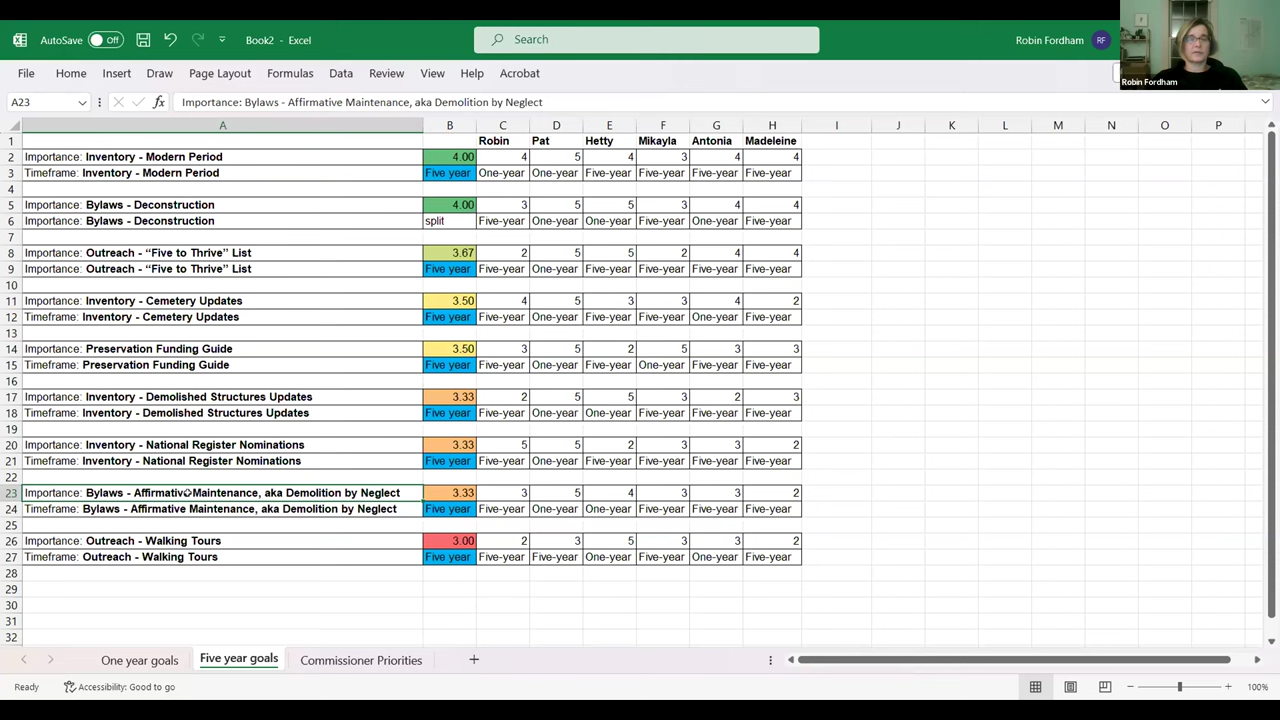 AutoSave Off Book2 - Excel Search Robin Fordham RF
File Home Insert Draw Page Layout Formulas Data Review View Help Acrobat
Robin Fordham
A23 fx Importance: Bylaws - Affirmative Maintenance, aka Demolition by Neglect
A B C D E F G H I J K L M N O P
1 Robin Pat Hetty Mikayla Antonia Madeleine
2 Importance: Inventory - Modern Period 4.00 4 5 4 3 4 4
3 Timeframe: Inventory - Modern Period Five year One-year One-year Five-year Five-year Five-year Five-year
4
5 Importance: Bylaws - Deconstruction 4.00 3 5 5 3 4 4
6 Importance: Bylaws - Deconstruction split Five-year One-year One-year Five-year One-year Five-year
7
8 Importance: Outreach - “Five to Thrive” List 3.67 2 5 5 2 4 4
9 Importance: Outreach - “Five to Thrive” List Five year Five-year One-year Five-year Five-year Five-year Five-year
10
11 Importance: Inventory - Cemetery Updates 3.50 4 5 3 3 4 2
12 Timeframe: Inventory - Cemetery Updates Five year Five-year One-year Five-year Five-year One-year Five-year
13
14 Importance: Preservation Funding Guide 3.50 3 5 2 5 3 3
15 Timeframe: Preservation Funding Guide Five year Five-year One-year Five-year One-year Five-year Five-year
16
17 Importance: Inventory - Demolished Structures Updates 3.33 2 5 5 3 2 3
18 Timeframe: Inventory - Demolished Structures Updates Five year Five-year One-year One-year Five-year Five-year Five-year
19
20 Importance: Inventory - National Register Nominations 3.33 5 5 2 3 3 2
21 Timeframe: Inventory - National Register Nominations Five year Five-year One-year Five-year Five-year Five-year Five-year
22
23 Importance: Bylaws - Affirmative Maintenance, aka Demolition by Neglect 3.33 3 5 4 3 3 2
24 Timeframe: Bylaws - Affirmative Maintenance, aka Demolition by Neglect Five year Five-year One-year One-year Five-year Five-year Five-year
25
26 Importance: Outreach - Walking Tours 3.00 2 3 5 3 3 2
27 Timeframe: Outreach - Walking Tours Five year Five-year Five-year One-year Five-year One-year Five-year
28
29
30
31
32
One year goals Five year goals Commissioner Priorities
Ready Accessibility: Good to go 100%